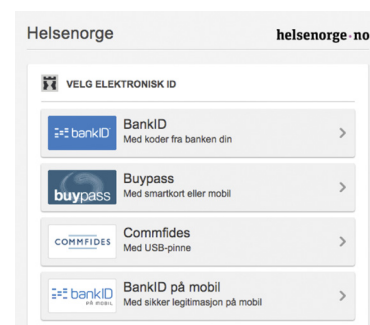 Helsenorge
helsenorge.no
VELG ELEKTRONISK ID
bankID
BankID
Med koder fra banken din
buypass
Buypass
Med smartkort eller mobil
COMMFIDES
Commfides
Med USB-pinne
bankID
PÅ MOBIL
BankID på mobil
Med sikker legitimasjon på mobil